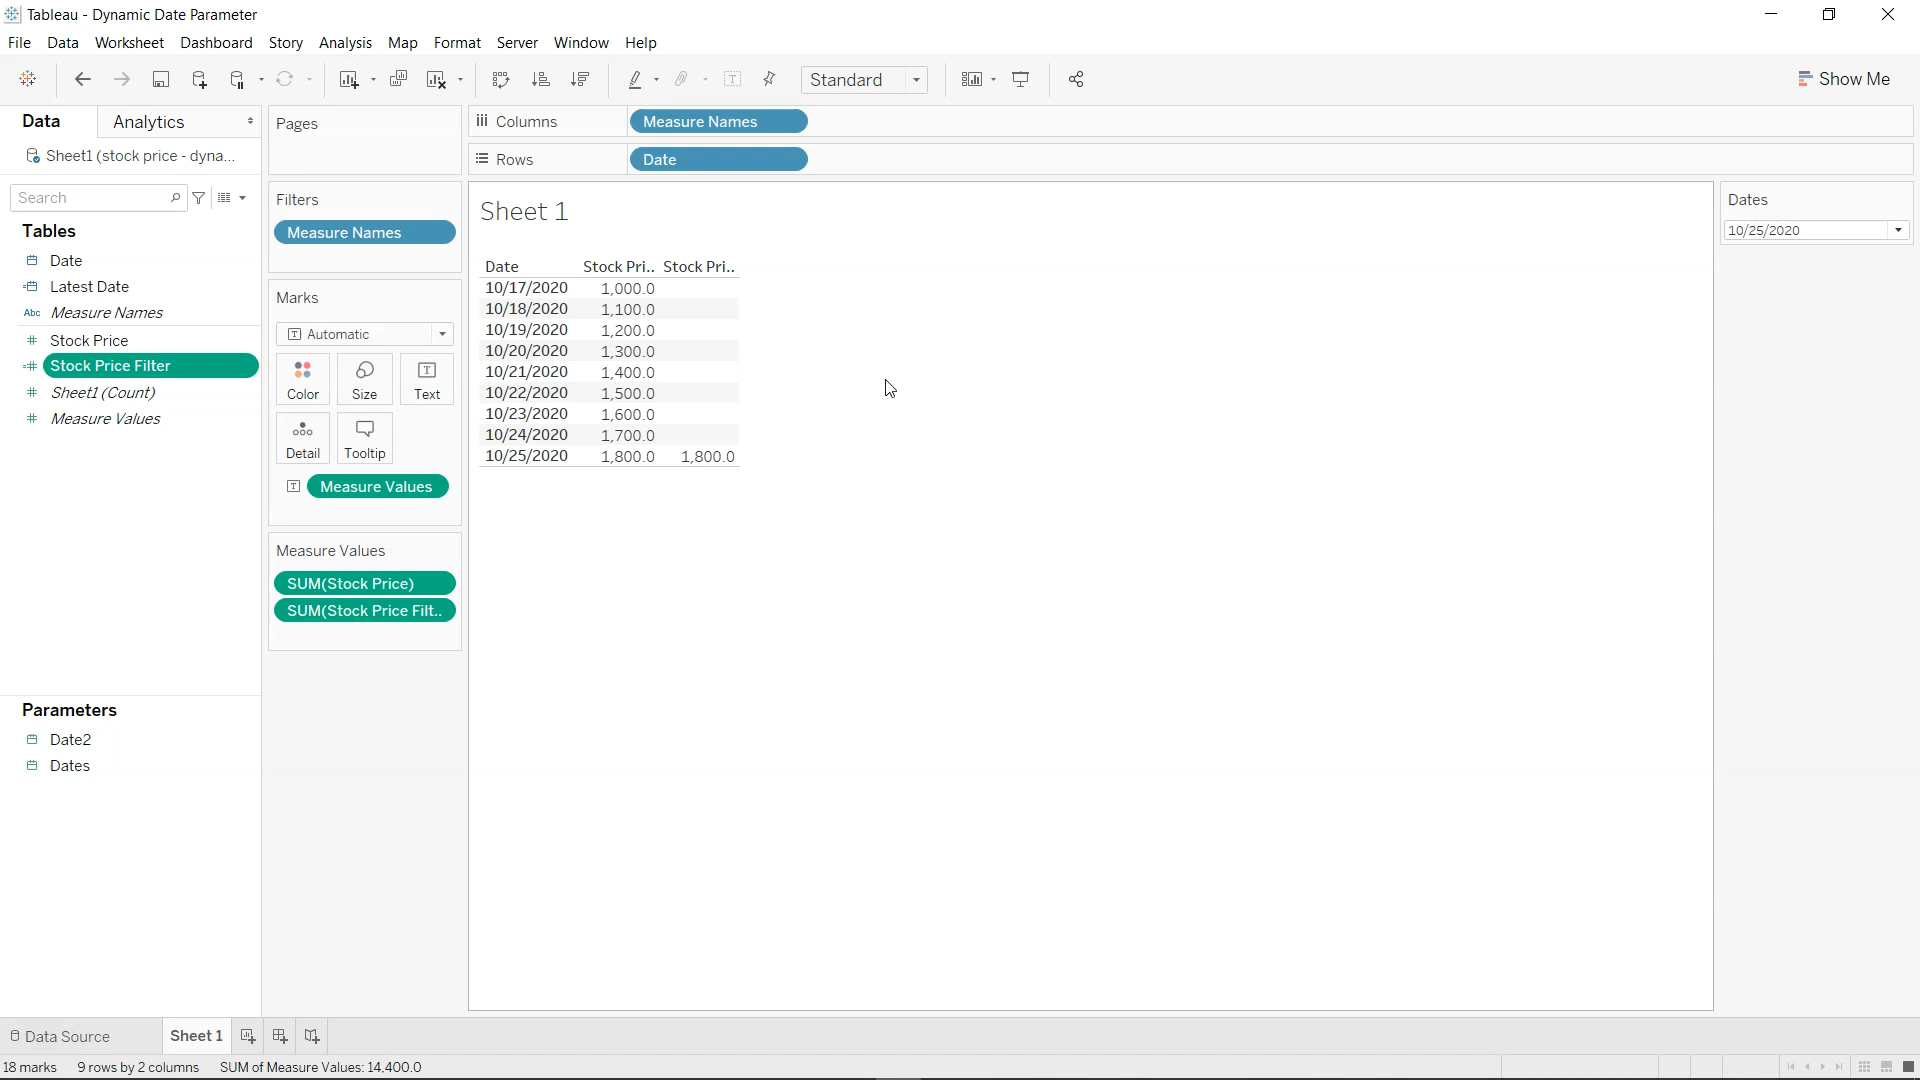 Tableau - Dynamic Date Parameter
File Data Worksheet Dashboard Story Analysis Map Format Server Window Help
Standard
Show Me
Data Analytics
Sheet1 (stock price - dyna...
Search
Tables
Date
Latest Date
Abc Measure Names
# Stock Price
=# Stock Price Filter
# Sheet1 (Count)
# Measure Values
Parameters
Date2
Dates
Pages
Filters
Measure Names
Marks
T Automatic
Color Size Text
Detail Tooltip
T Measure Values
Measure Values
SUM(Stock Price)
SUM(Stock Price Filt..
Columns Measure Names
Rows Date
Sheet 1
Date Stock Pri.. Stock Pri..
10/17/2020 1,000.0
10/18/2020 1,100.0
10/19/2020 1,200.0
10/20/2020 1,300.0
10/21/2020 1,400.0
10/22/2020 1,500.0
10/23/2020 1,600.0
10/24/2020 1,700.0
10/25/2020 1,800.0 1,800.0
Dates
10/25/2020
Data Source Sheet 1
18 marks 9 rows by 2 columns SUM of Measure Values: 14,400.0